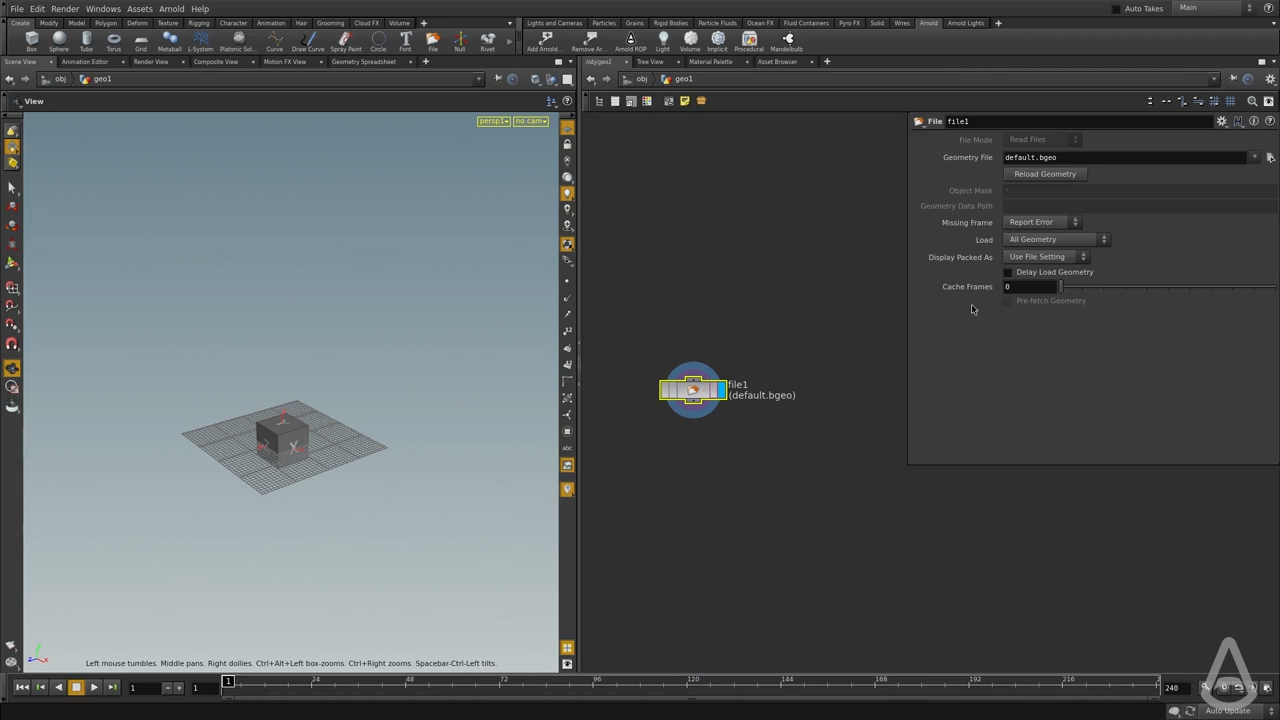 File Edit Render Windows Assets Arnold Help
Auto Takes Main
Create Modify Model Polygon Deform Texture Rigging Character Animation Hair Grooming Cloud FX Volume
Lights and Cameras Particles Grains Rigid Bodies Particle Fluids Ocean FX Fluid Containers Pyro FX Solid Wires Arnold Arnold Lights
Box Sphere Tube Torus Grid Metaball L-System Platonic Sol... Curve Draw Curve Spray Paint Circle Font File Null Rivet
Add Arnold... Remove Ar... Arnold ROP Light Volume Implicit Procedural Mandelbulb
Scene View Animation Editor Render View Composite View Motion FX View Geometry Spreadsheet
/obj/geo1 Tree View Material Palette Asset Browser
obj geo1
obj geo1
View
persp1 no cam
File file1
File Mode Read Files
Geometry File default.bgeo
Reload Geometry
Object Mask *
Geometry Data Path
Missing Frame Report Error
Load All Geometry
Display Packed As Use File Setting
Delay Load Geometry
Cache Frames 0
Pre-fetch Geometry
file1
(default.bgeo)
Y
Z X
12
abc
Left mouse tumbles. Middle pans. Right dollies. Ctrl+Alt+Left box-zooms. Ctrl+Right zooms. Spacebar-Ctrl-Left tilts.
1 1 1 24 48 72 96 120 144 168 192 216 240
Auto Update